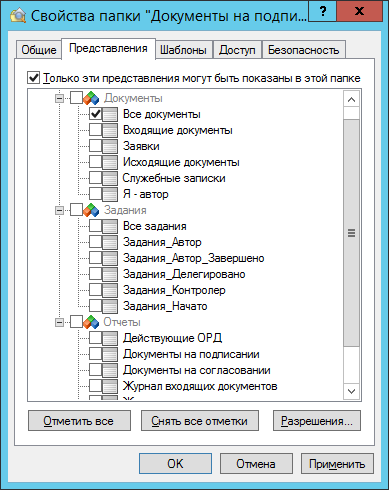 Свойства папки "Документы на подпи...
?
Общие
Представления
Шаблоны
Доступ
Безопасность
Только эти представления могут быть показаны в этой папке
Документы
Все документы
Входящие документы
Заявки
Исходящие документы
Служебные записки
Я - автор
Задания
Все задания
Задания_Автор
Задания_Автор_Завершено
Задания_Делегировано
Задания_Контролер
Задания_Начато
Отчеты
Действующие ОРД
Документы на подписании
Документы на согласовании
Журнал входящих документов
Отметить все
Снять все отметки
Разрешения...
OK
Отмена
Применить